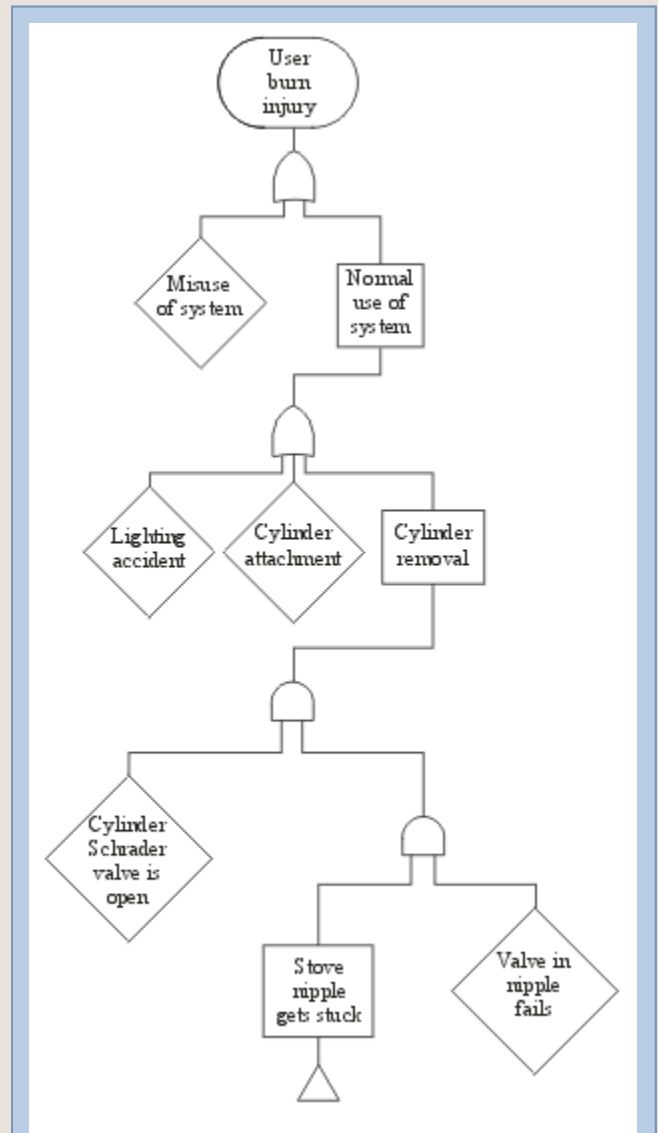 User
burn
injury
Misuse
of system
Normal
use of
system
Lighting
accident
Cylinder
attachment
Cylinder
removal
Cylinder
Schrader
valve is
open
Stove
nipple
gets stuck
Valve in
nipple
fails